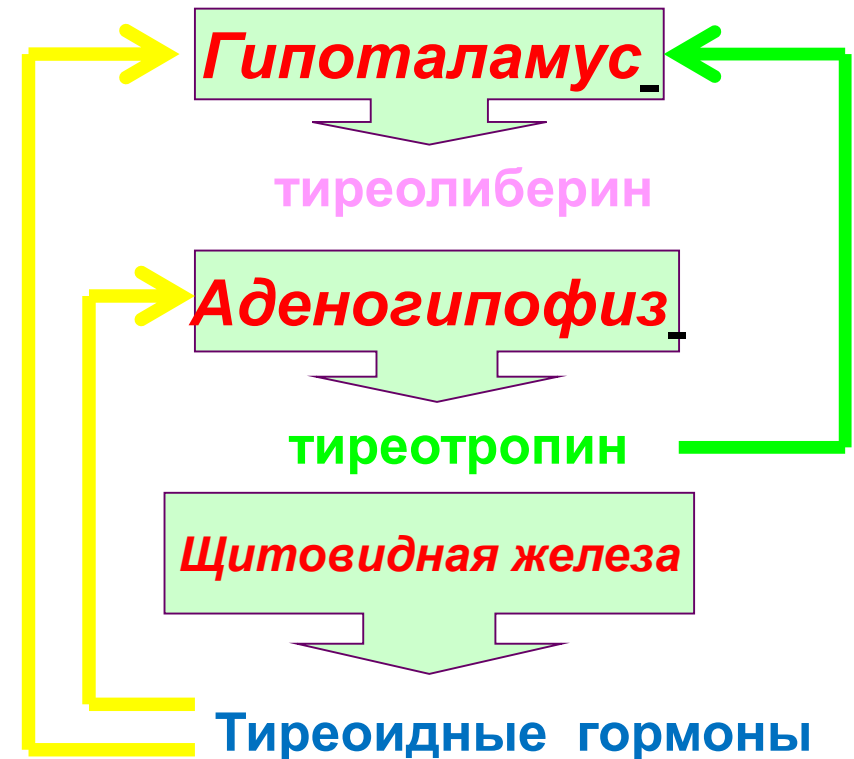 Гипоталамус
тиреолиберин
Аденогипофиз
тиреотропин
Щитовидная железа
Тиреоидные гормоны